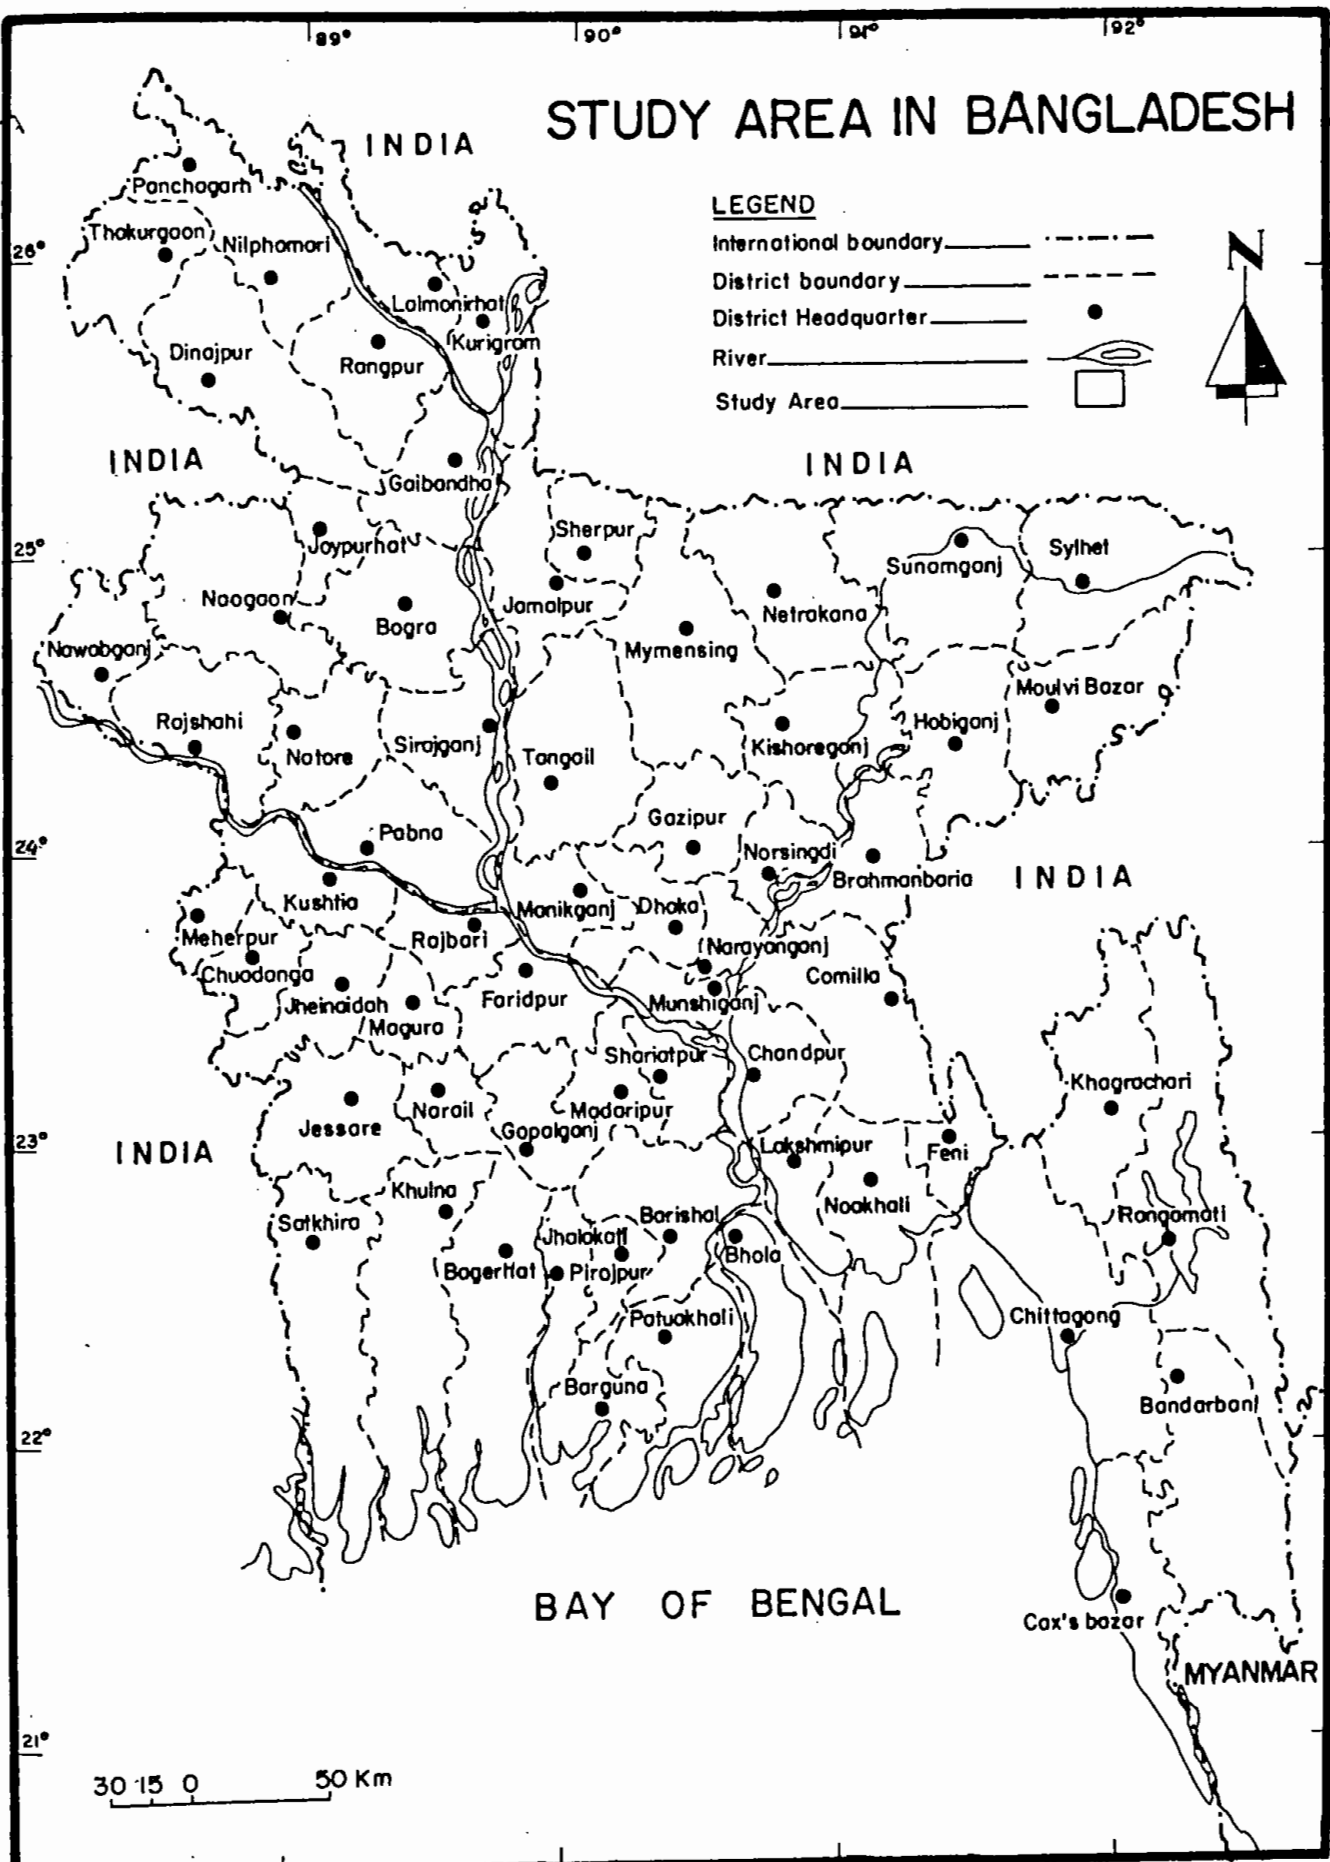 89° 90° 91° 92°
STUDY AREA IN BANGLADESH
INDIA
LEGEND
International boundary
District boundary
District Headquarter
River
Study Area
N
Panchagarh
Thakurgaon
Nilphamari
26°
Lalmonirhat
Kurigram
Dinajpur
Rangpur
INDIA
INDIA
Gaibandha
Sherpur
Joypurhat
25°
Sunamganj
Sylhet
Naogaon
Bogra
Jamalpur
Netrakana
Nawabganj
Mymensing
Moulvi Bazar
Rajshahi
Natore
Sirajganj
Tangail
Kishoreganj
Hobiganj
Gazipur
Pabna
24°
Norsingdi
Brahmanbaria
INDIA
Kushtia
Manikganj
Dhaka
Meherpur
Rajbari
Narayanganj
Chuadanga
Comilla
Jheinaidah
Faridpur
Munshiganj
Magura
Shariatpur
Chandpur
Khagrachari
Jessare
Narail
Madaripur
Gopalganj
23°
INDIA
Lakshmipur
Feni
Khulna
Noakhali
Satkhira
Barishal
Rangamati
Jhalokati
Bhola
BagerHat
Pirojpur
Patuakhali
Chittagong
Barguna
Bandarban
22°
BAY OF BENGAL
Cax's bazar
MYANMAR
21°
30 15 0 50 Km